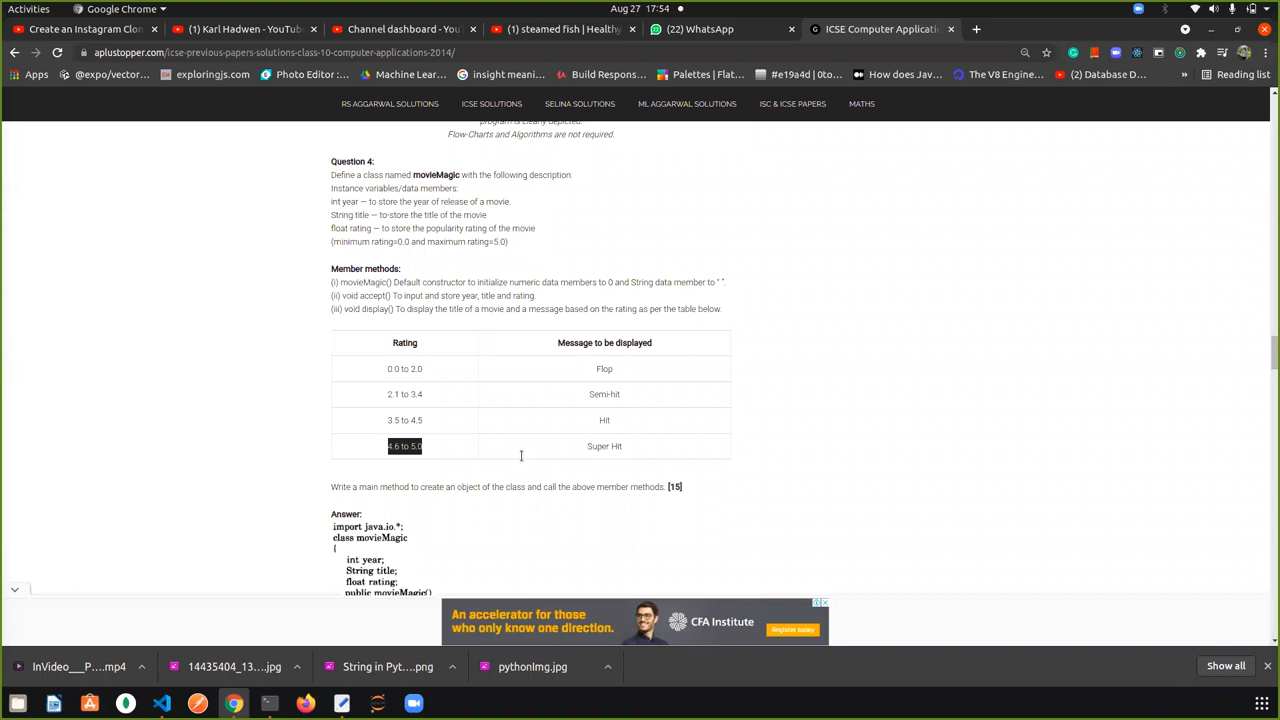 Activities
Google Chrome
Aug 27 17:54
Create an Instagram Clon
(1) Karl Hadwen - YouTube
Channel dashboard - YouT
(1) steamed fish | Healthy
(22) WhatsApp
ICSE Computer Applicatio
aplustopper.com/icse-previous-papers-solutions-class-10-computer-applications-2014/
Apps
@expo/vector...
exploringjs.com
Photo Editor :...
Machine Lear...
insight meani...
Build Respons...
Palettes | Flat...
#e19a4d | 0to...
How does Jav...
The V8 Engine...
(2) Database D...
»
Reading list
RS AGGARWAL SOLUTIONS
ICSE SOLUTIONS
SELINA SOLUTIONS
ML AGGARWAL SOLUTIONS
ISC & ICSE PAPERS
MATHS
program is clearly depicted.
Flow-Charts and Algorithms are not required.
Question 4:
Define a class named movieMagic with the following description:
Instance variables/data members:
int year — to store the year of release of a movie.
String title — to-store the title of the movie
float rating — to store the popularity rating of the movie
(minimum rating=0.0 and maximum rating=5.0)
Member methods:
(i) movieMagic() Default constructor to initialize numeric data members to 0 and String data member to " ".
(ii) void accept() To input and store year, title and rating.
(iii) void display() To display the title of a movie and a message based on the rating as per the table below.
Rating
Message to be displayed
0.0 to 2.0
Flop
2.1 to 3.4
Semi-hit
3.5 to 4.5
Hit
4.6 to 5.0
Super Hit
Write a main method to create an object of the class and call the above member methods. [15]
Answer:
import java.io.*;
class movieMagic
{
int year;
String title;
float rating;
public movieMagic()
An accelerator for those
who only know one direction.
CFA Institute
Register today
InVideo___P....mp4
14435404_13....jpg
String in Pyt....png
pythonImg.jpg
Show all